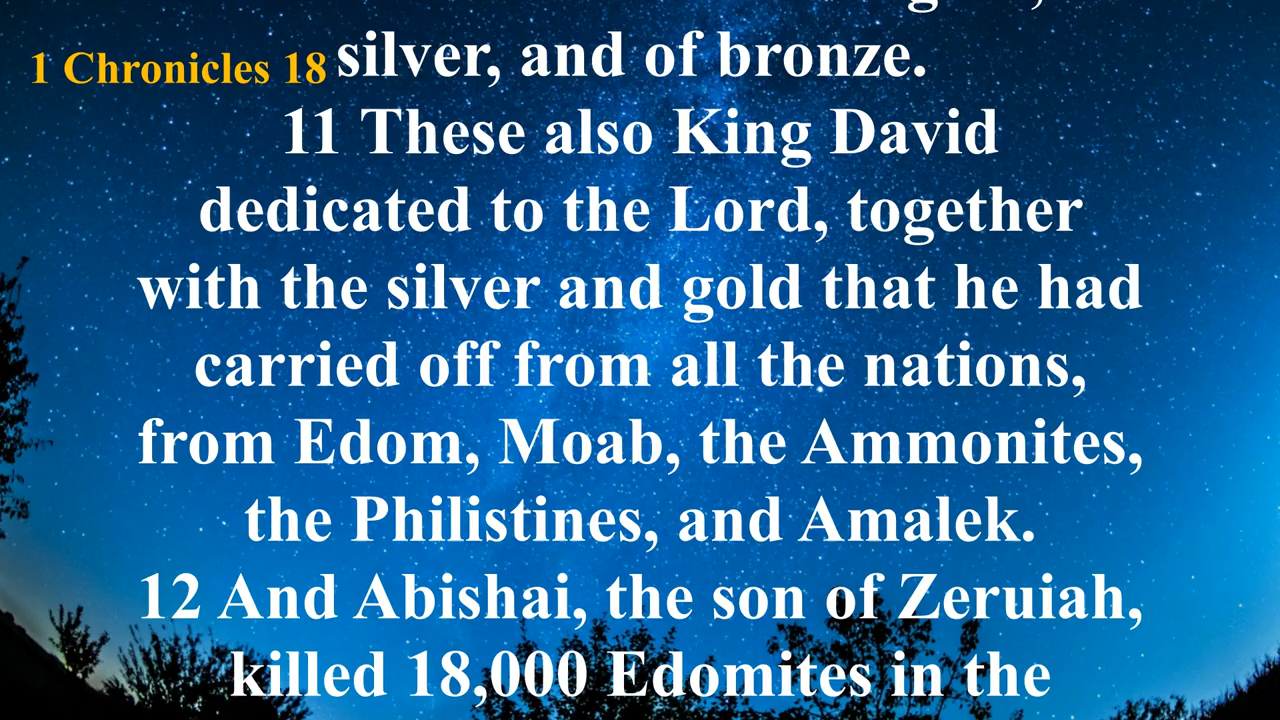 1 Chronicles 18
silver, and of bronze.
11 These also King David
dedicated to the Lord, together
with the silver and gold that he had
carried off from all the nations,
from Edom, Moab, the Ammonites,
the Philistines, and Amalek.
12 And Abishai, the son of Zeruiah,
killed 18,000 Edomites in the